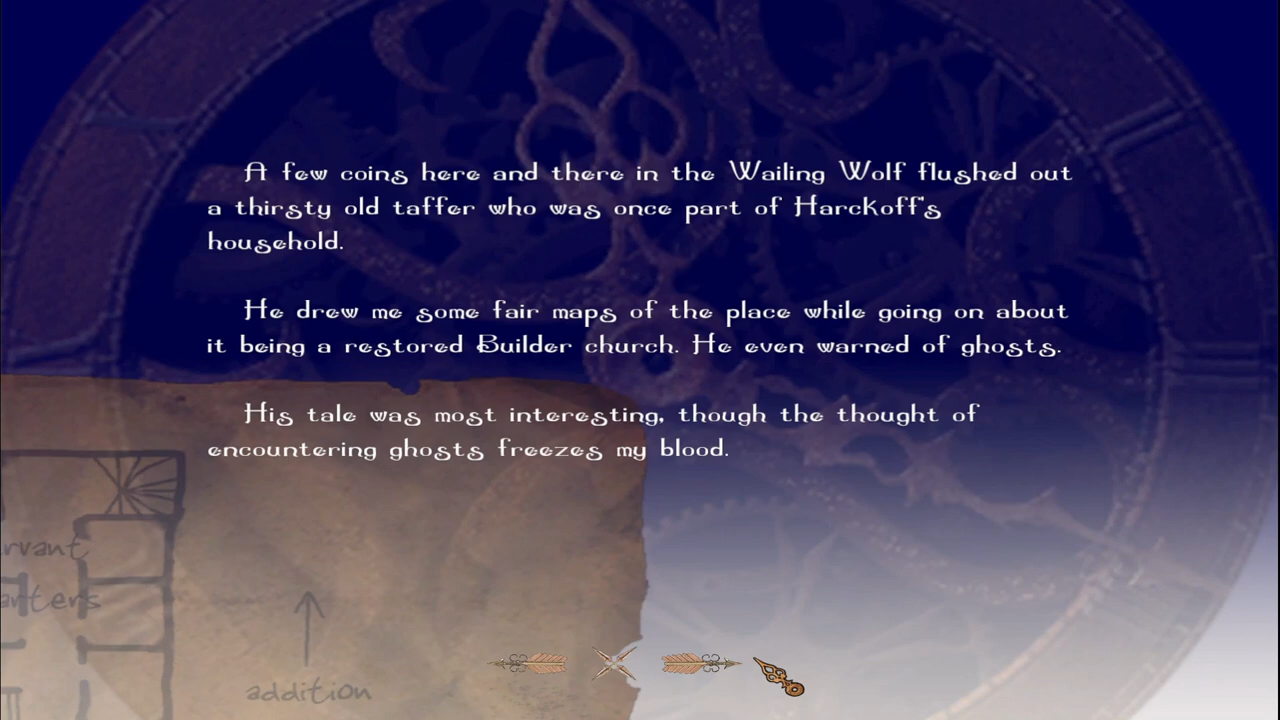 A few coins here and there in the Wailing Wolf flushed out
a thirsty old taffer who was once part of Harckoff's
household.
He drew me some fair maps of the place while going on about
it being a restored Builder church. He even warned of ghosts.
His tale was most interesting, though the thought of
encountering ghosts freezes my blood.
rvant
arters
addition